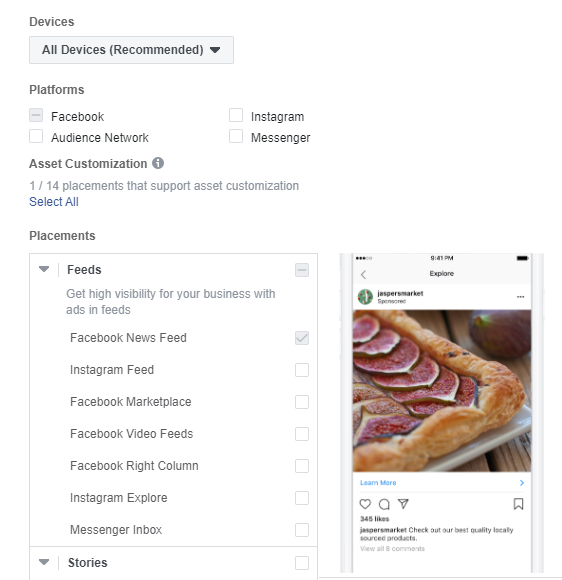 Devices
All Devices (Recommended)
Platforms
Facebook
Instagram
Audience Network
Messenger
Asset Customization
1 / 14 placements that support asset customization
Select All
Placements
Feeds
Get high visibility for your business with
ads in feeds
Facebook News Feed
Instagram Feed
Facebook Marketplace
Facebook Video Feeds
Facebook Right Column
Instagram Explore
Messenger Inbox
Stories
9:41 PM
Explore
jaspersmarket
Sponsored
Learn More
345 likes
jaspersmarket Check out our best quality locally
sourced products.
View all 8 comments